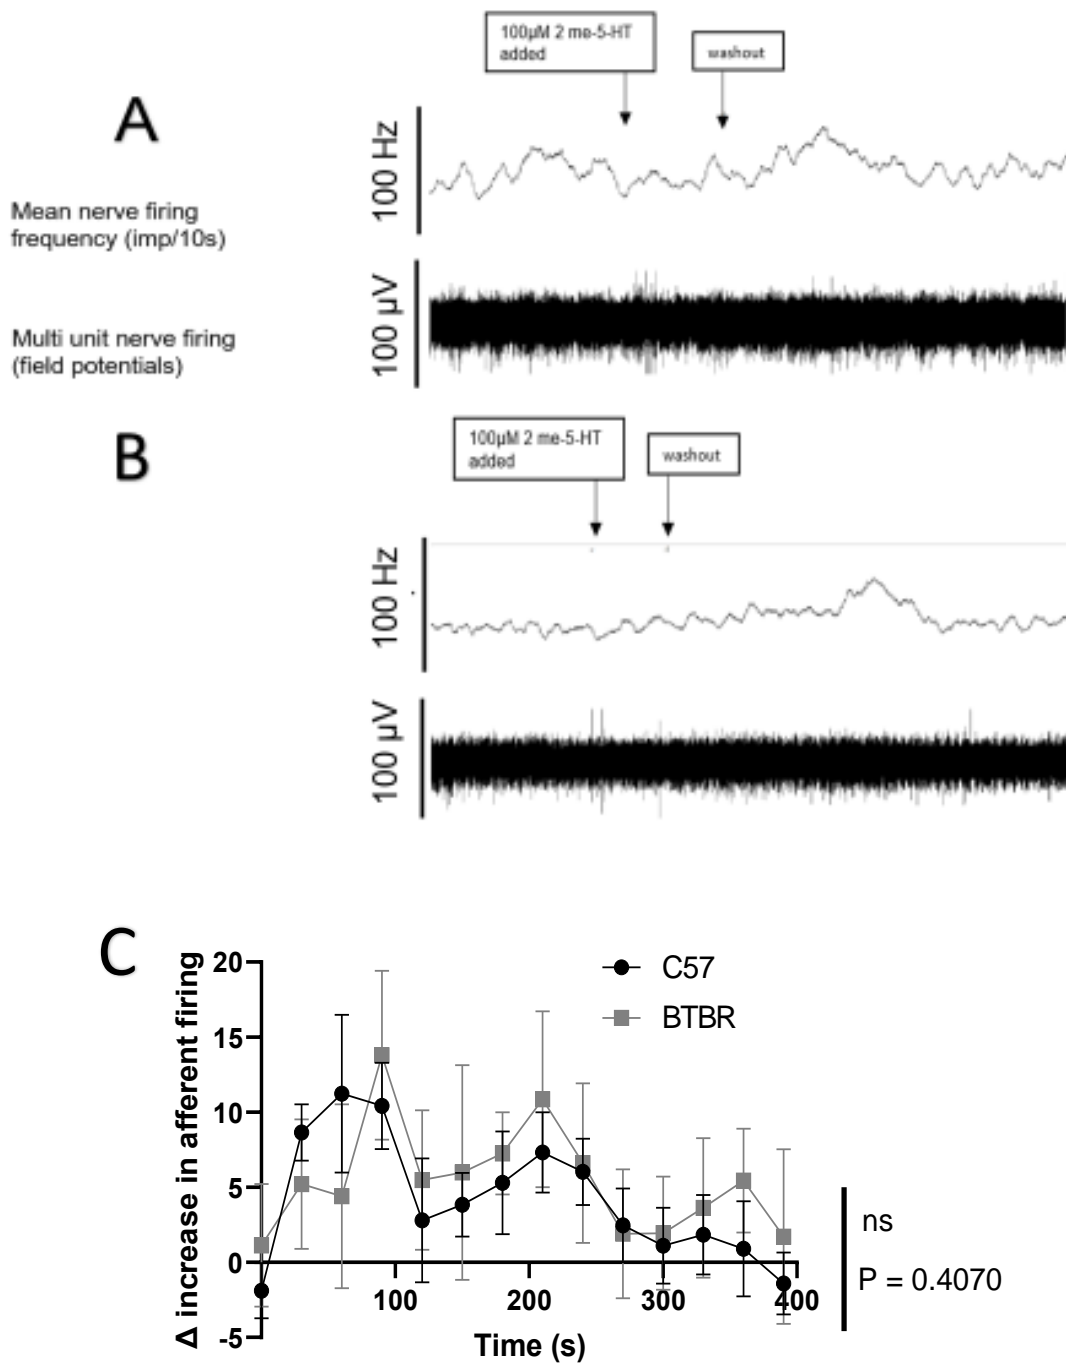 100µM 2 me-5-HT
added
washout
A
100 Hz
Mean nerve firing
frequency (imp/10s)
100 µV
Multi unit nerve firing
(field potentials)
B
100µM 2 me-5-HT
added
washout
100 Hz
100 µV
C
Δ increase in afferent firing
20
15
10
5
0
-5
100
200
300
400
Time (s)
C57
BTBR
ns
P = 0.4070